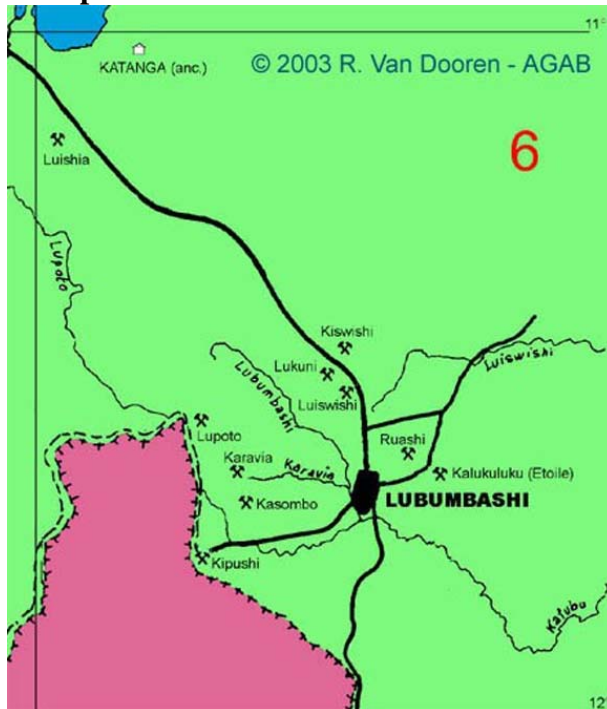 11°
KATANGA (anc.)
© 2003 R. Van Dooren - AGAB
6
Luishia
Lupoto
Kiswishi
Lukuni
Luiswishi
Lubumbashi
Luiswishi
Lupoto
Ruashi
Karavia
Karavia
Kalukuluku (Etoile)
Kasombo
LUBUMBASHI
Kipushi
Kafubu
12°